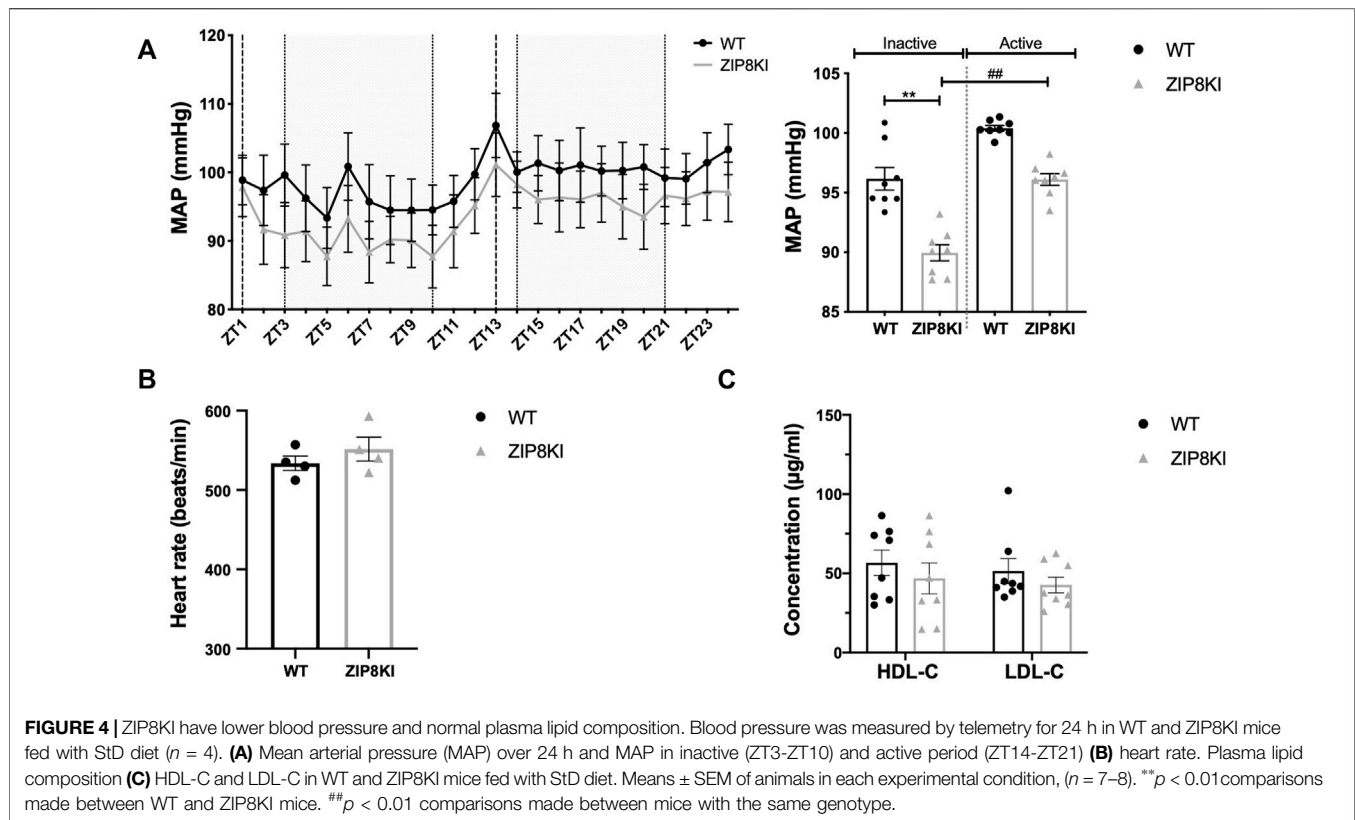 A
120
110
100
90
80
MAP (mmHg)
ZT1
ZT3
ZT5
ZT7
ZT9
ZT11
ZT13
ZT15
ZT17
ZT19
ZT21
ZT23
WT
ZIP8KI
Inactive
Active
##
**
105
100
95
90
85
MAP (mmHg)
WT
ZIP8KI
WT
ZIP8KI
WT
ZIP8KI
B
600
500
400
300
Heart rate (beats/min)
WT
ZIP8KI
WT
ZIP8KI
C
150
100
50
0
Concentration (µg/ml)
HDL-C
LDL-C
WT
ZIP8KI
FIGURE 4 | ZIP8KI have lower blood pressure and normal plasma lipid composition. Blood pressure was measured by telemetry for 24 h in WT and ZIP8KI mice
fed with StD diet (n = 4). (A) Mean arterial pressure (MAP) over 24 h and MAP in inactive (ZT3-ZT10) and active period (ZT14-ZT21) (B) heart rate. Plasma lipid
composition (C) HDL-C and LDL-C in WT and ZIP8KI mice fed with StD diet. Means ± SEM of animals in each experimental condition, (n = 7–8). **p < 0.01comparisons
made between WT and ZIP8KI mice. ##p < 0.01 comparisons made between mice with the same genotype.